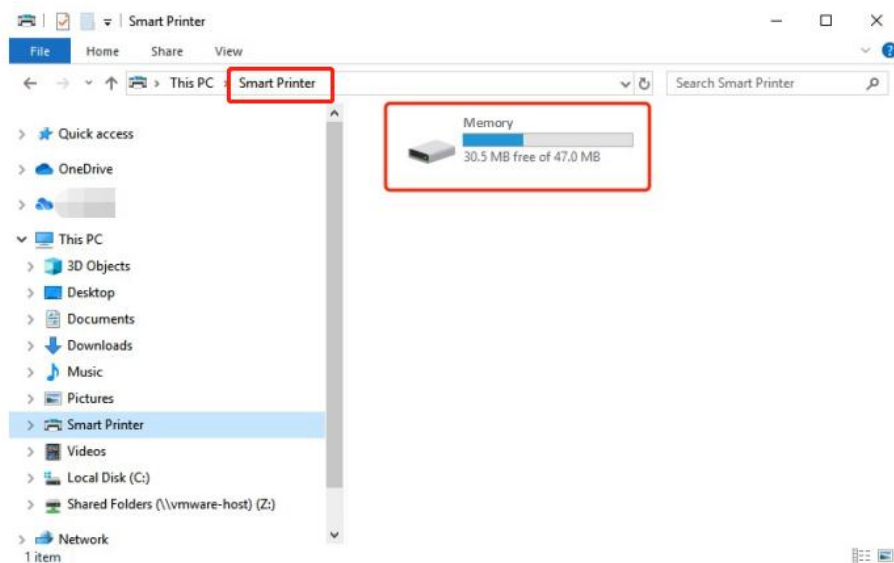 Smart Printer
File Home Share View
This PC Smart Printer
Search Smart Printer
Memory
30.5 MB free of 47.0 MB
Quick access
OneDrive
This PC
3D Objects
Desktop
Documents
Downloads
Music
Pictures
Smart Printer
Videos
Local Disk (C:)
Shared Folders (\\vmware-host) (Z:)
Network
1 item